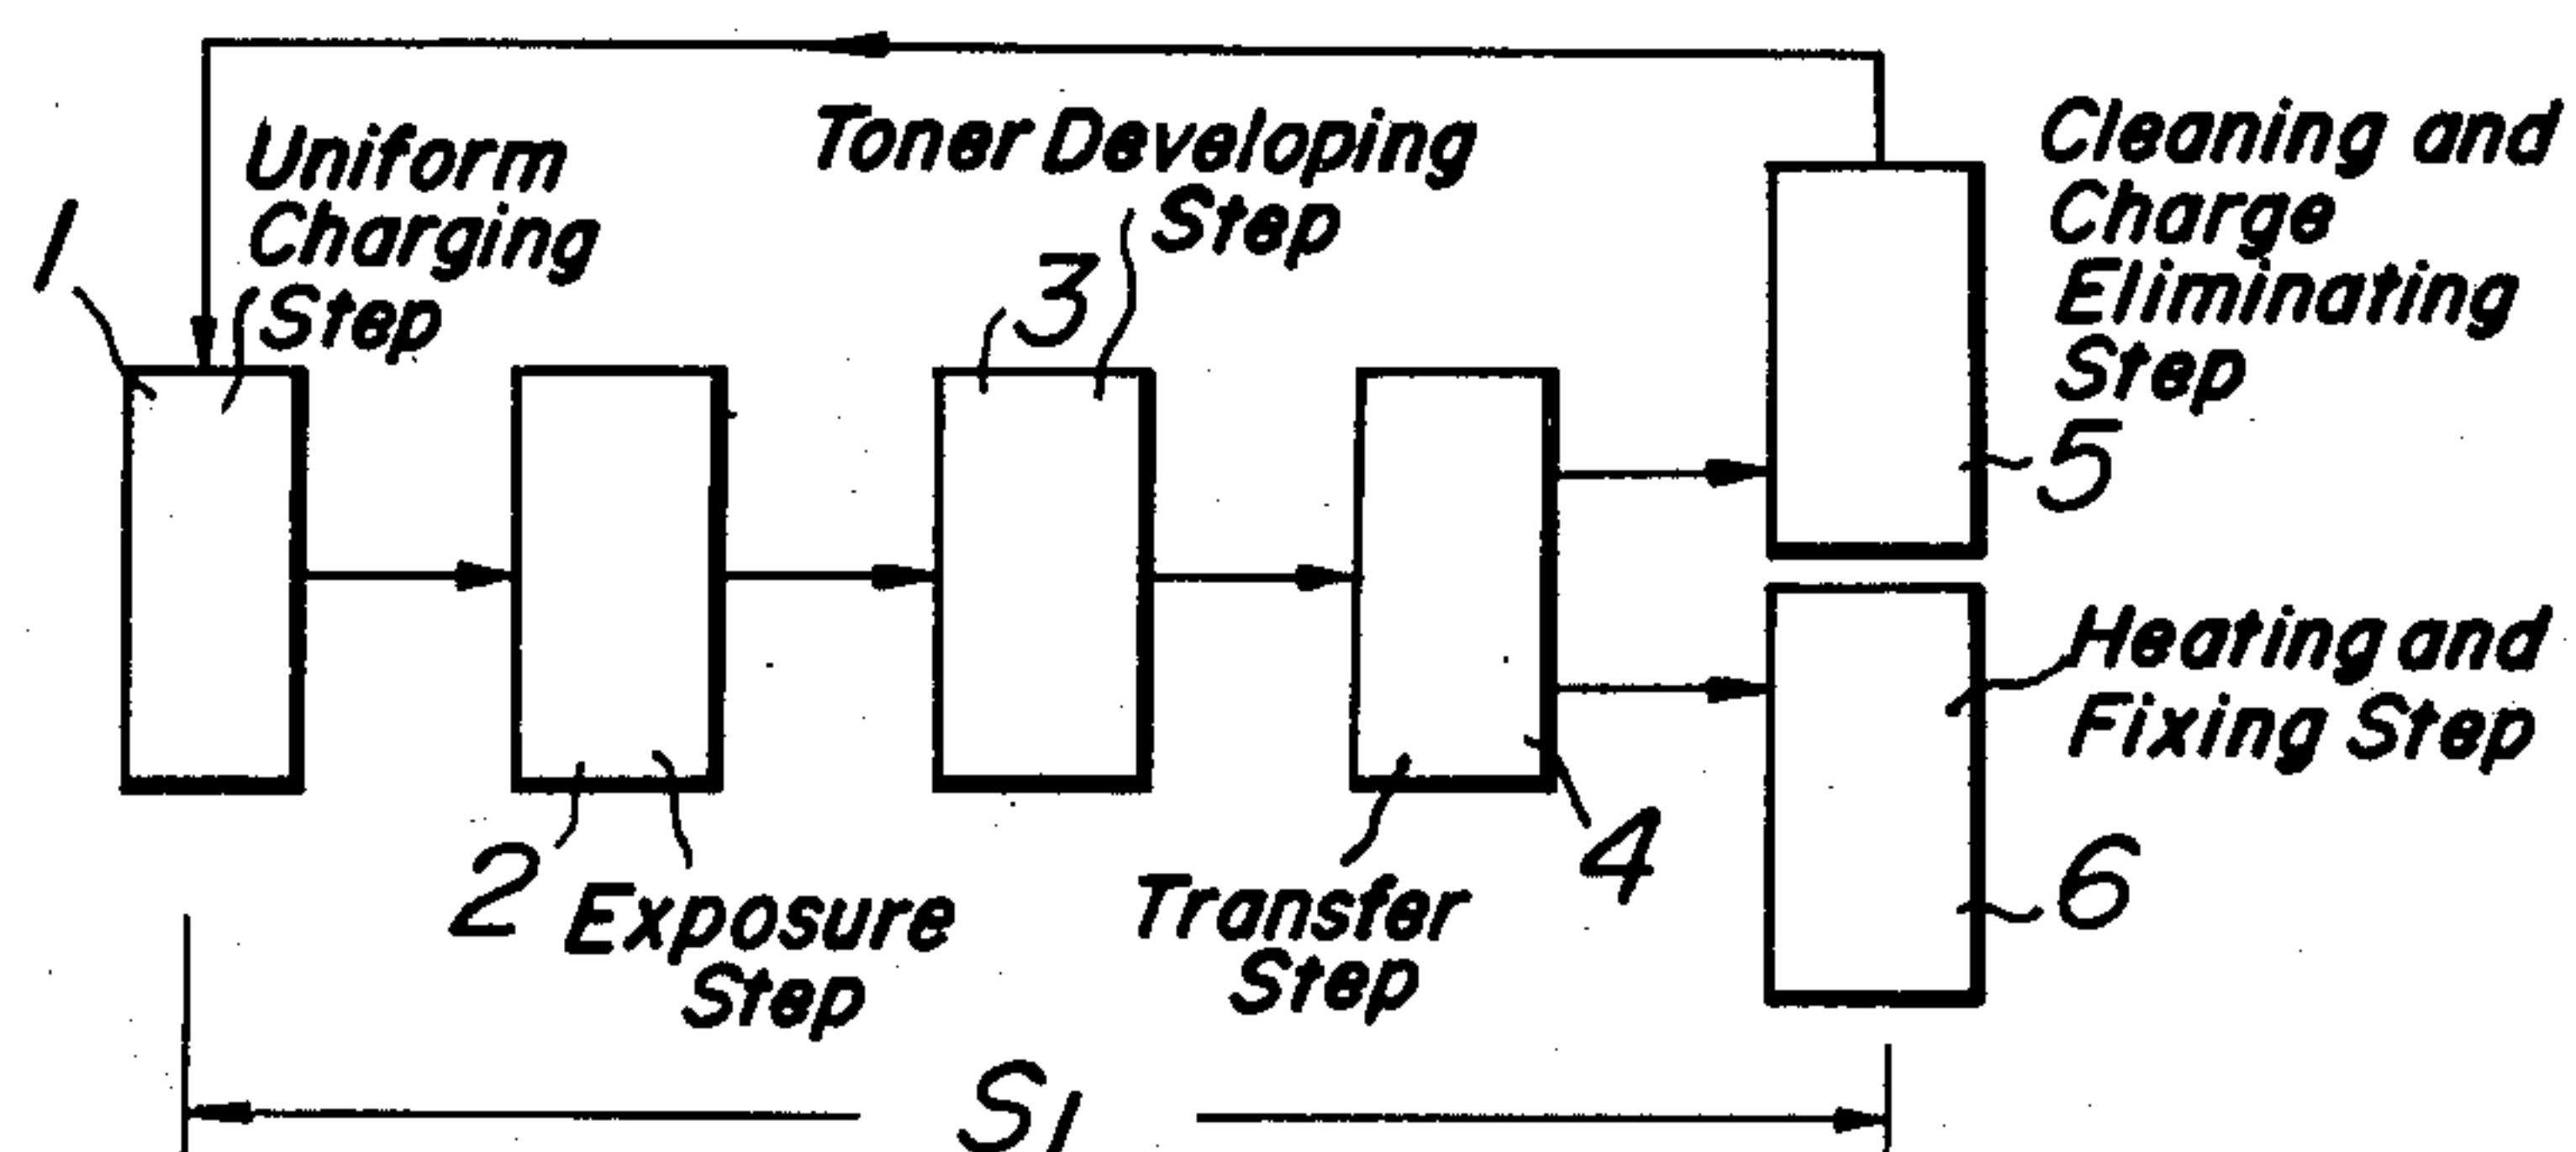 1
Uniform
Charging
Step
2
Exposure
Step
3
Toner Developing
Step
4
Transfer
Step
5
Cleaning and
Charge
Eliminating
Step
6
Heating and
Fixing Step
S1